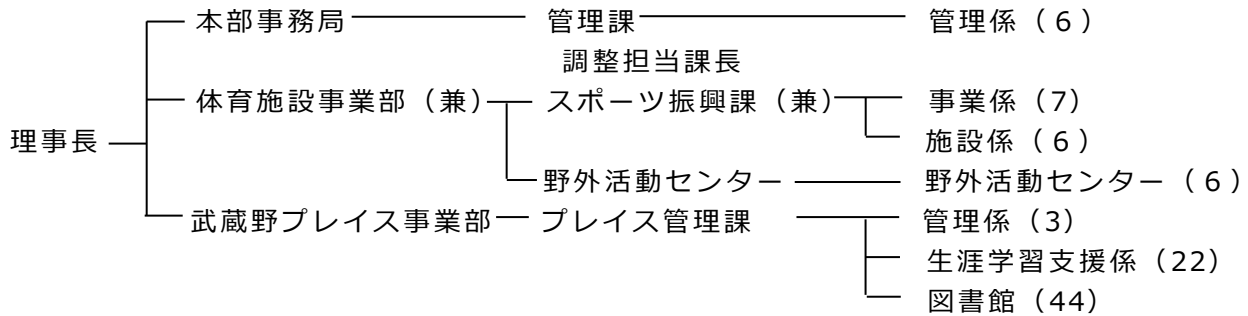 本部事務局 管理課 管理係（6）
調整担当課長
体育施設事業部（兼） スポーツ振興課（兼） 事業係（7）
理事長 施設係（6）
野外活動センター 野外活動センター（6）
武蔵野プレイス事業部 プレイス管理課 管理係（3）
生涯学習支援係（22）
図書館（44）